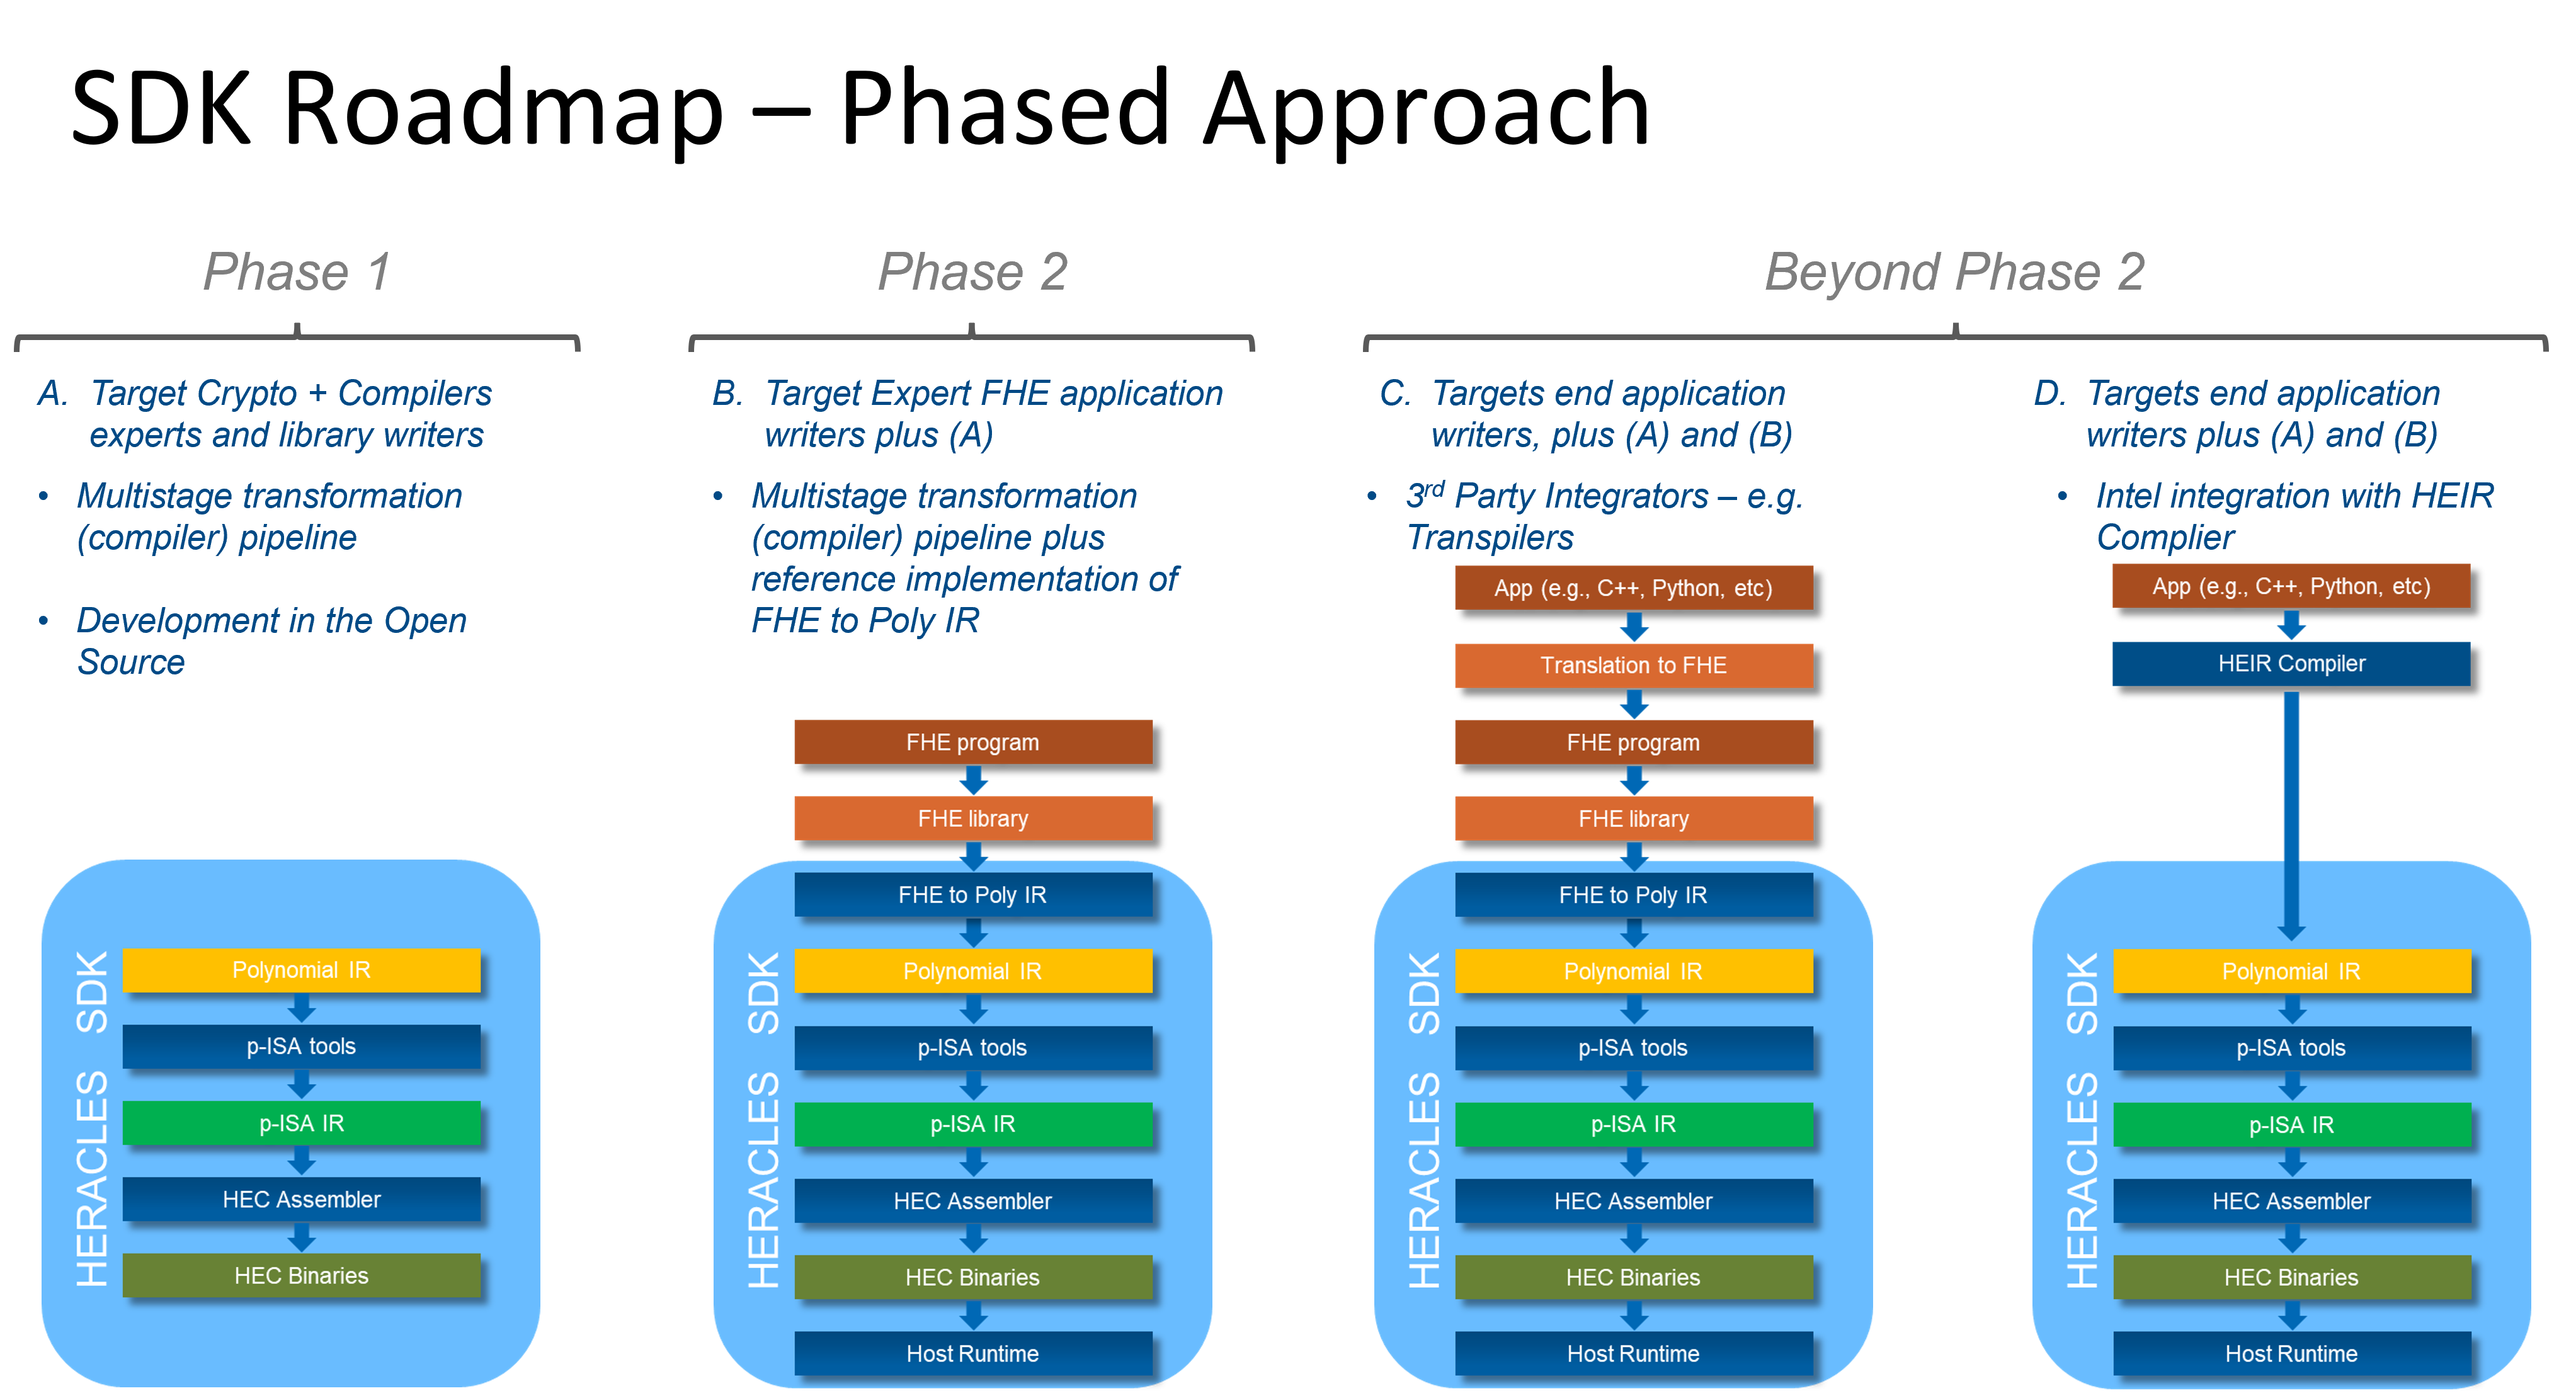 SDK Roadmap – Phased Approach
Phase 1
A. Target Crypto + Compilers
experts and library writers
• Multistage transformation
(compiler) pipeline
• Development in the Open
Source
HERACLES SDK
Polynomial IR
p-ISA tools
p-ISA IR
HEC Assembler
HEC Binaries
Phase 2
B. Target Expert FHE application
writers plus (A)
• Multistage transformation
(compiler) pipeline plus
reference implementation of
FHE to Poly IR
FHE program
FHE library
HERACLES SDK
FHE to Poly IR
Polynomial IR
p-ISA tools
p-ISA IR
HEC Assembler
HEC Binaries
Host Runtime
Beyond Phase 2
C. Targets end application
writers, plus (A) and (B)
• 3rd Party Integrators – e.g.
Transpilers
App (e.g., C++, Python, etc)
Translation to FHE
FHE program
FHE library
HERACLES SDK
FHE to Poly IR
Polynomial IR
p-ISA tools
p-ISA IR
HEC Assembler
HEC Binaries
Host Runtime
D. Targets end application
writers plus (A) and (B)
• Intel integration with HEIR
Complier
App (e.g., C++, Python, etc)
HEIR Compiler
HERACLES SDK
Polynomial IR
p-ISA tools
p-ISA IR
HEC Assembler
HEC Binaries
Host Runtime